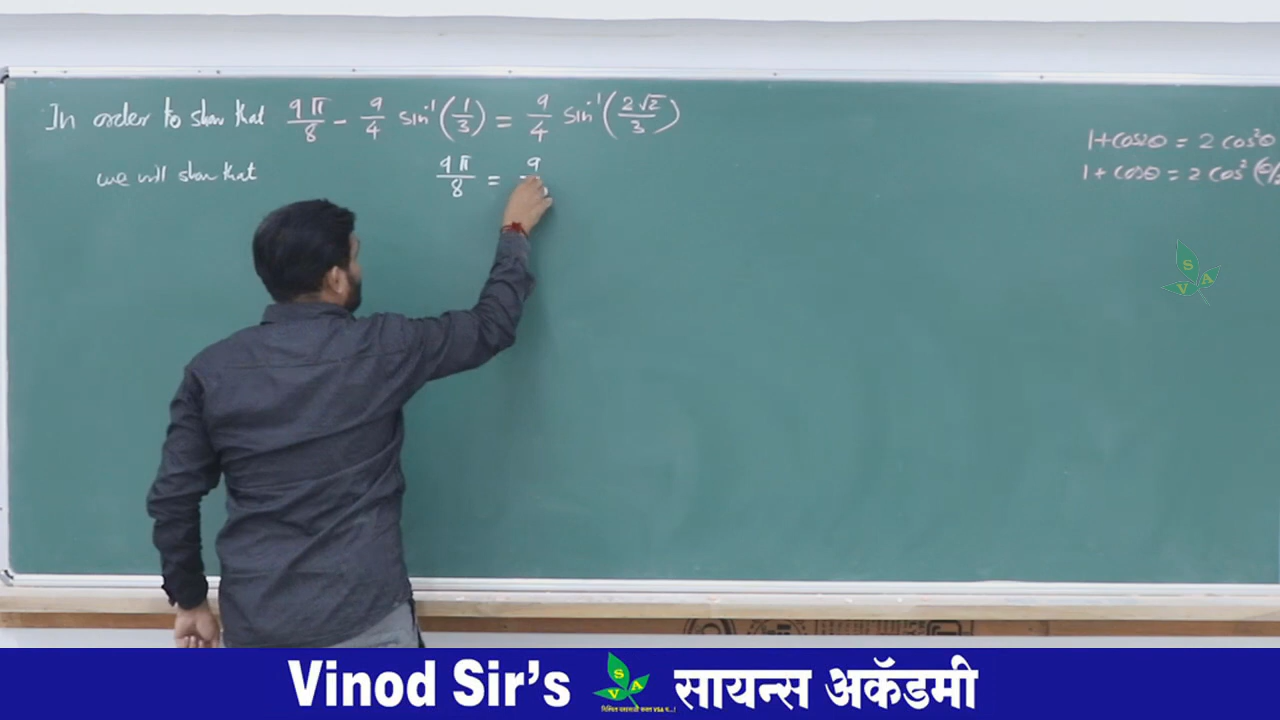 In order to show that 9π/8 - 9/4 sin⁻¹(1/3) = 9/4 sin⁻¹(2√2/3)
we will show that 9π/8 = 9
1+cos2θ = 2 cos²θ
1+cosθ = 2 cos²(θ/2
S
V A
Vinod Sir's SVA सायन्स अकॅडमी